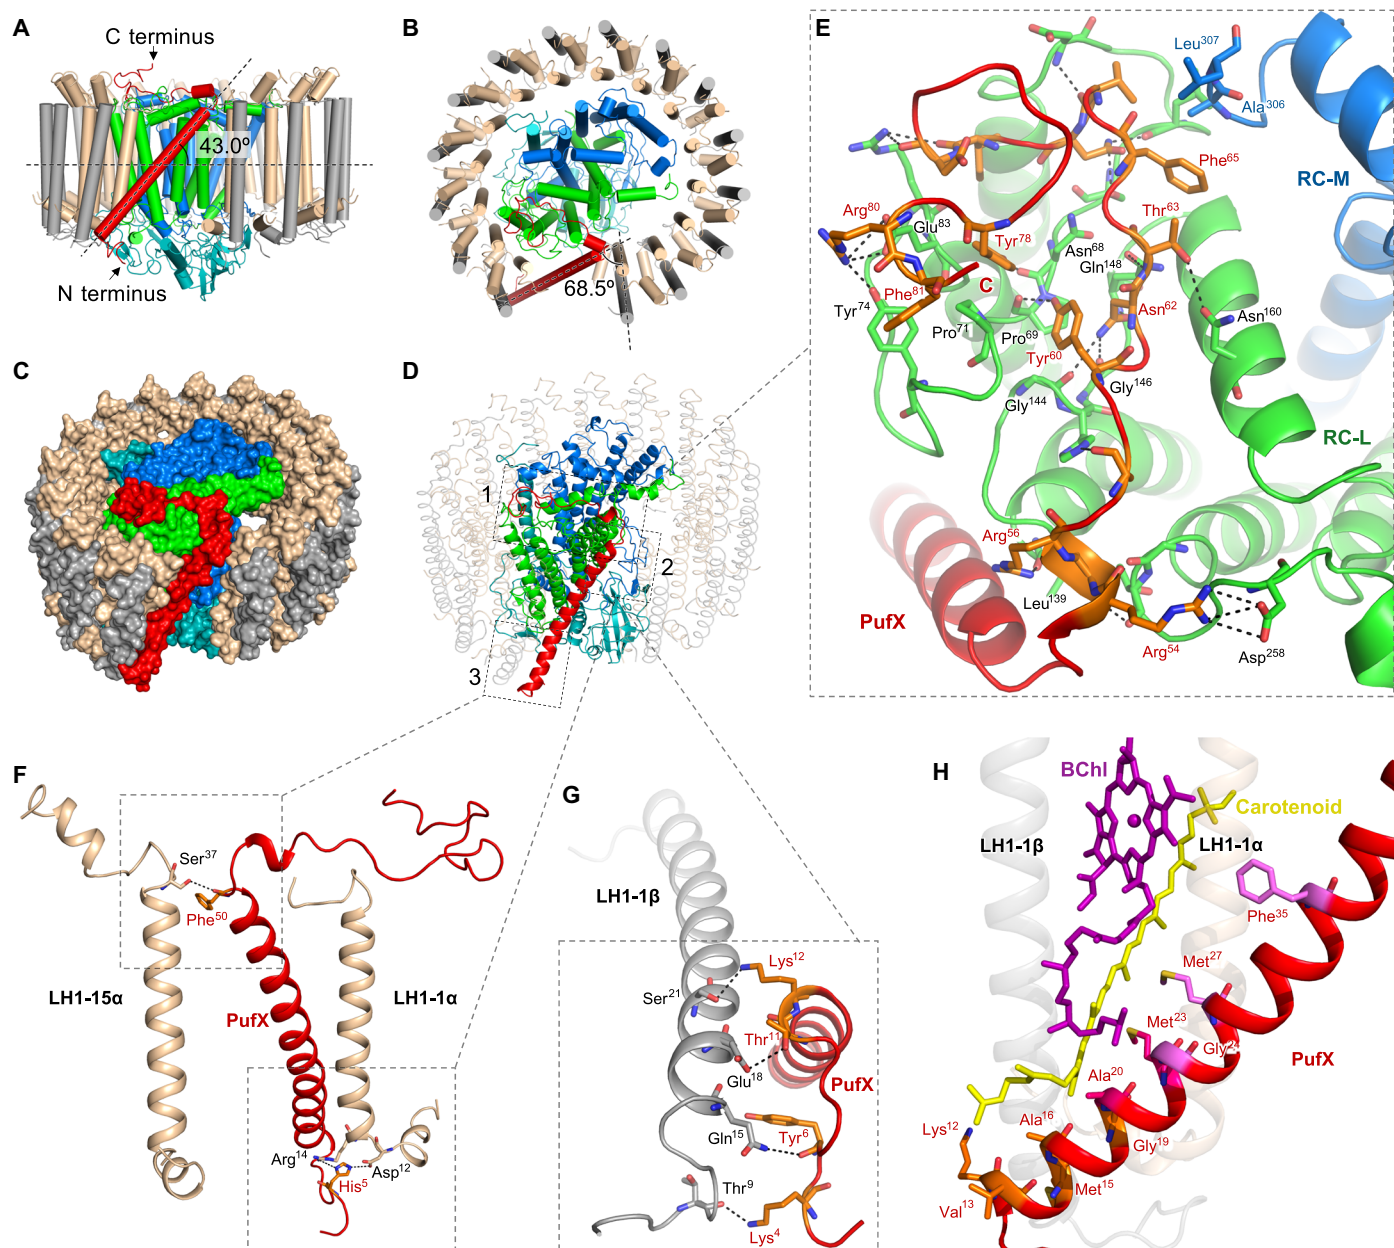 A
C terminus
43.0º
N terminus
B
68.5º
C
D
1
2
3
E
Leu³⁰⁷
Ala³⁰⁶
RC-M
Phe⁶⁵
Thr⁶³
Arg⁸⁰
Glu⁸³
Tyr⁷⁸
Asn⁶⁸
Gln¹⁴⁸
C
Phe⁸¹
Tyr⁷⁴
Asn⁶²
Asn¹⁶⁰
Pro⁷¹
Pro⁶⁹
Tyr⁶⁰
Gly¹⁴⁶
Gly¹⁴⁴
RC-L
Arg⁵⁶
Leu¹³⁹
PufX
Arg⁵⁴
Asp²⁵⁸
F
Ser³⁷
Phe⁵⁰
LH1-15α
LH1-1α
PufX
Arg¹⁴
Asp¹²
His⁵
G
LH1-1β
Lys¹²
Ser²¹
Thr¹¹
Glu¹⁸
PufX
Gln¹⁵
Tyr⁶
Thr⁹
Lys⁴
H
BChl
Carotenoid
LH1-1β
LH1-1α
Phe³⁵
Met²⁷
Met²³
PufX
Ala²⁰
Lys¹²
Ala¹⁶
Gly¹⁹
Met¹⁵
Val¹³